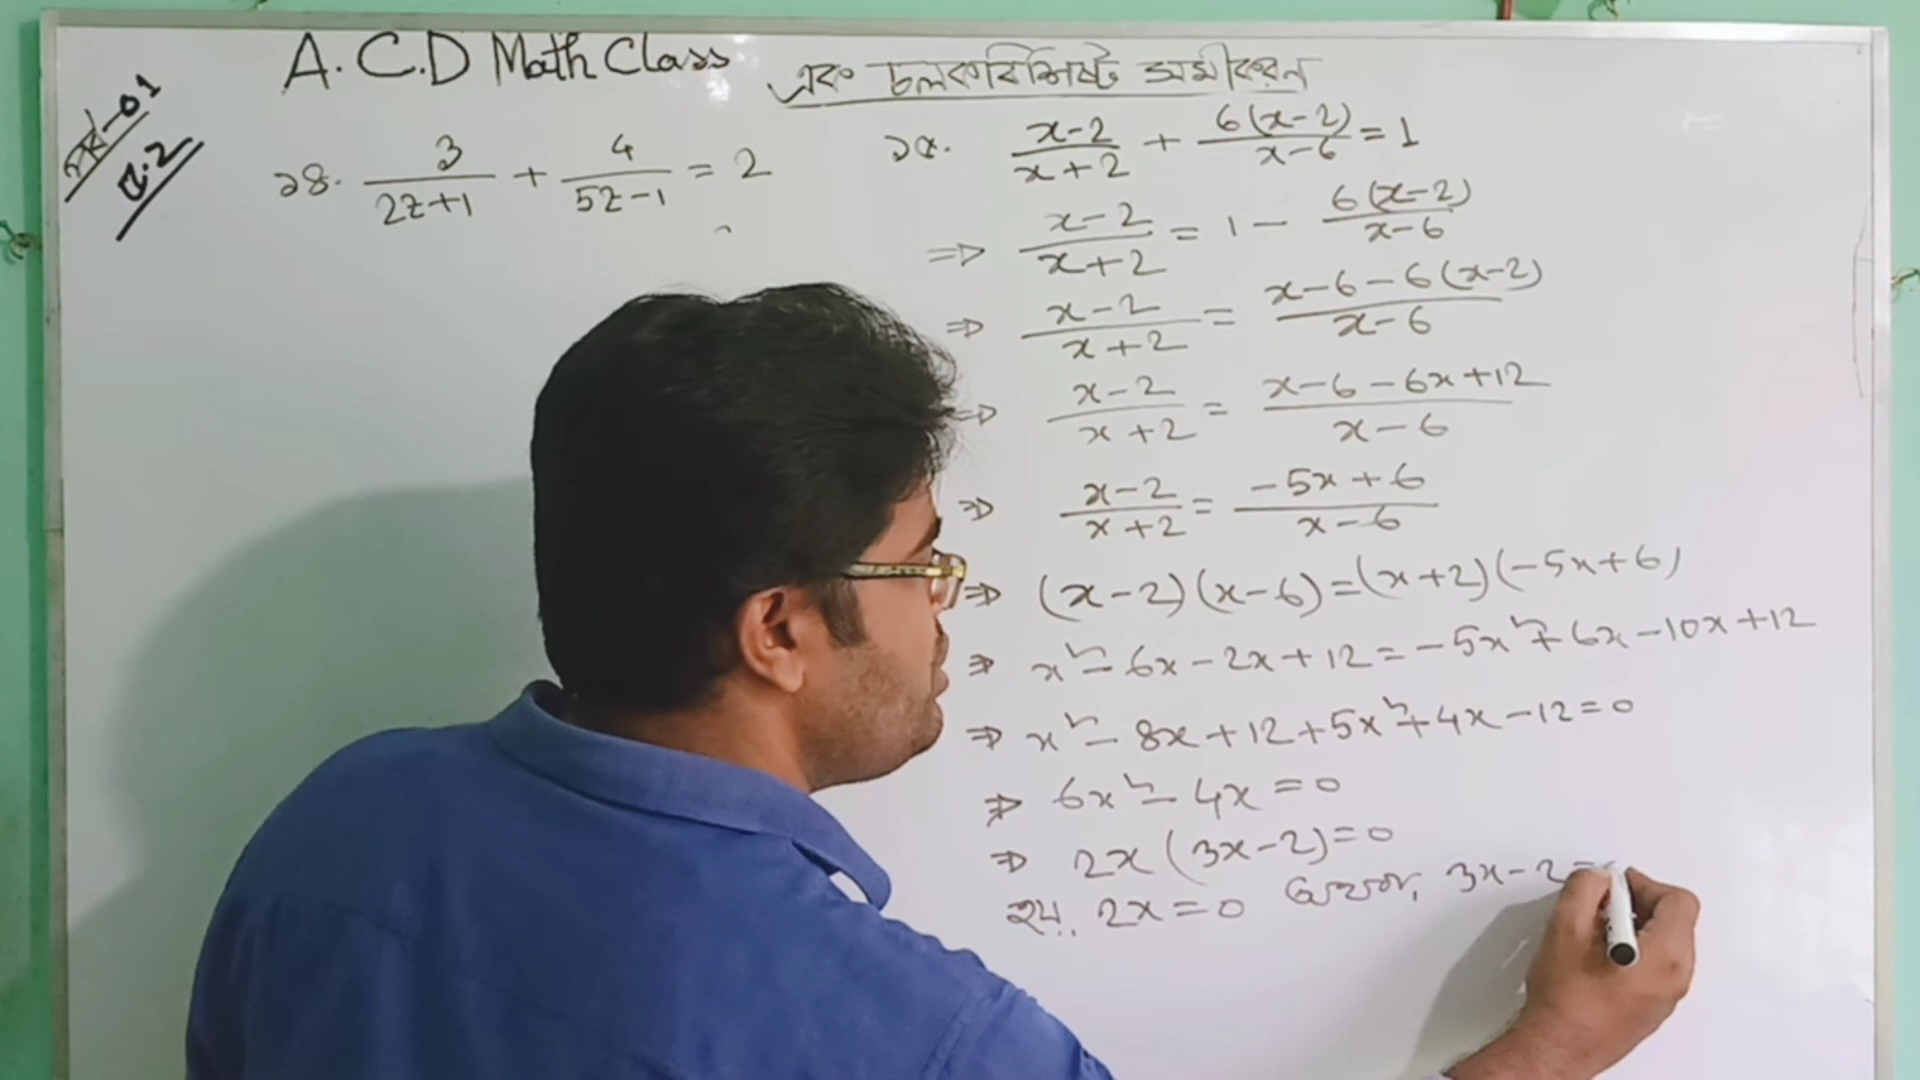 A.C.D Math Class
এক চলকবিশিষ্ট সমীকরণ
পর্ব-01
৫.2
১৪. 3/(2z+1) + 4/(5z-1) = 2
১৫. (x-2)/(x+2) + 6(x-2)/(x-6) = 1
⇒ (x-2)/(x+2) = 1 - 6(x-2)/(x-6)
⇒ (x-2)/(x+2) = (x-6-6(x-2))/(x-6)
⇒ (x-2)/(x+2) = (x-6-6x+12)/(x-6)
⇒ (x-2)/(x+2) = (-5x+6)/(x-6)
⇒ (x-2)(x-6)=(x+2)(-5x+6)
⇒ x²-6x-2x+12=-5x²+6x-10x+12
⇒ x²-8x+12+5x²+4x-12=0
⇒ 6x²-4x=0
⇒ 2x(3x-2)=0
হয়, 2x=0 অথবা, 3x-2=